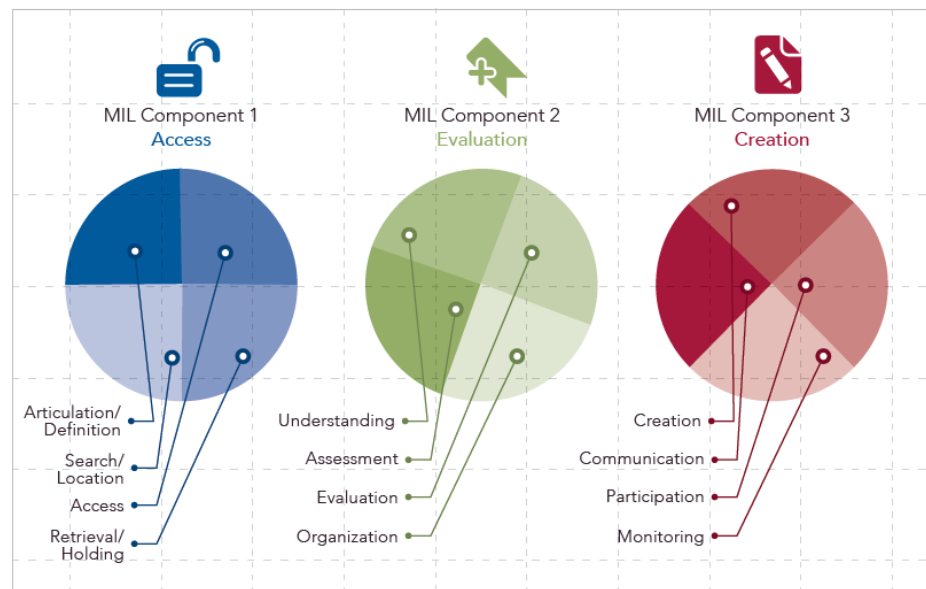 MIL Component 1
Access
MIL Component 2
Evaluation
MIL Component 3
Creation
Articulation/
Definition
Search/
Location
Access
Retrieval/
Holding
Understanding
Assessment
Evaluation
Organization
Creation
Communication
Participation
Monitoring